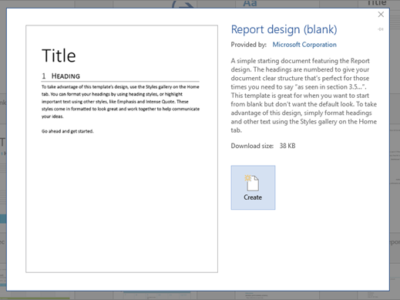 Aa
Title
Title
1 HEADING
To take advantage of this template's design, use the Styles gallery on the Home
tab. You can format your headings by using heading styles, or highlight
important text using other styles, like Emphasis and Intense Quote. These
styles come in formatted to look great and work together to help communicate
your ideas.
Go ahead and get started.
Report design (blank)
Provided by: Microsoft Corporation
A simple starting document featuring the Report
design. The headings are numbered to give your
document clear structure that's perfect for those
times you need to say "as seen in section 3.5...".
This template is great for when you want to start
from blank but don't want the default look. To take
advantage of this design, simply format headings
and other text using the Styles gallery on the Home
tab.
Download size: 38 KB
Create